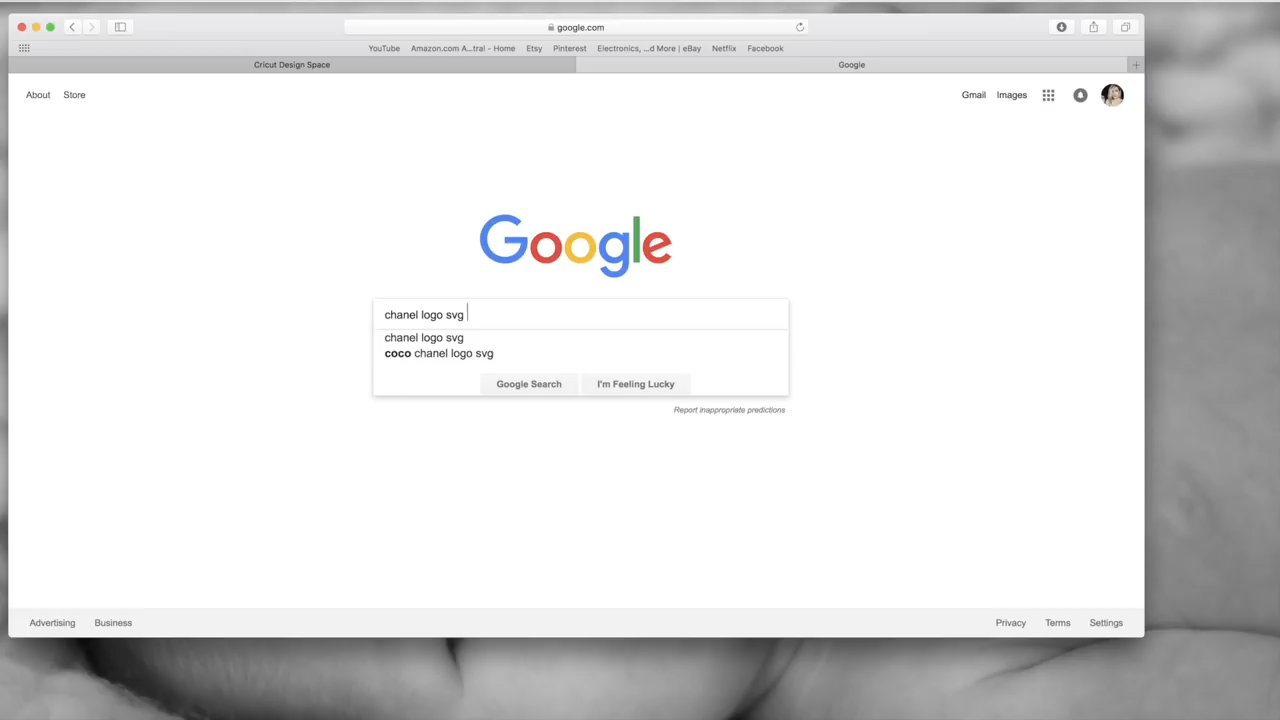 google.com
YouTube Amazon.com A...tral - Home Etsy Pinterest Electronics, ...d More | eBay Netflix Facebook
Cricut Design Space Google
About Store Gmail Images
Google
chanel logo svg
chanel logo svg
coco chanel logo svg
Google Search I'm Feeling Lucky
Report inappropriate predictions
Advertising Business Privacy Terms Settings